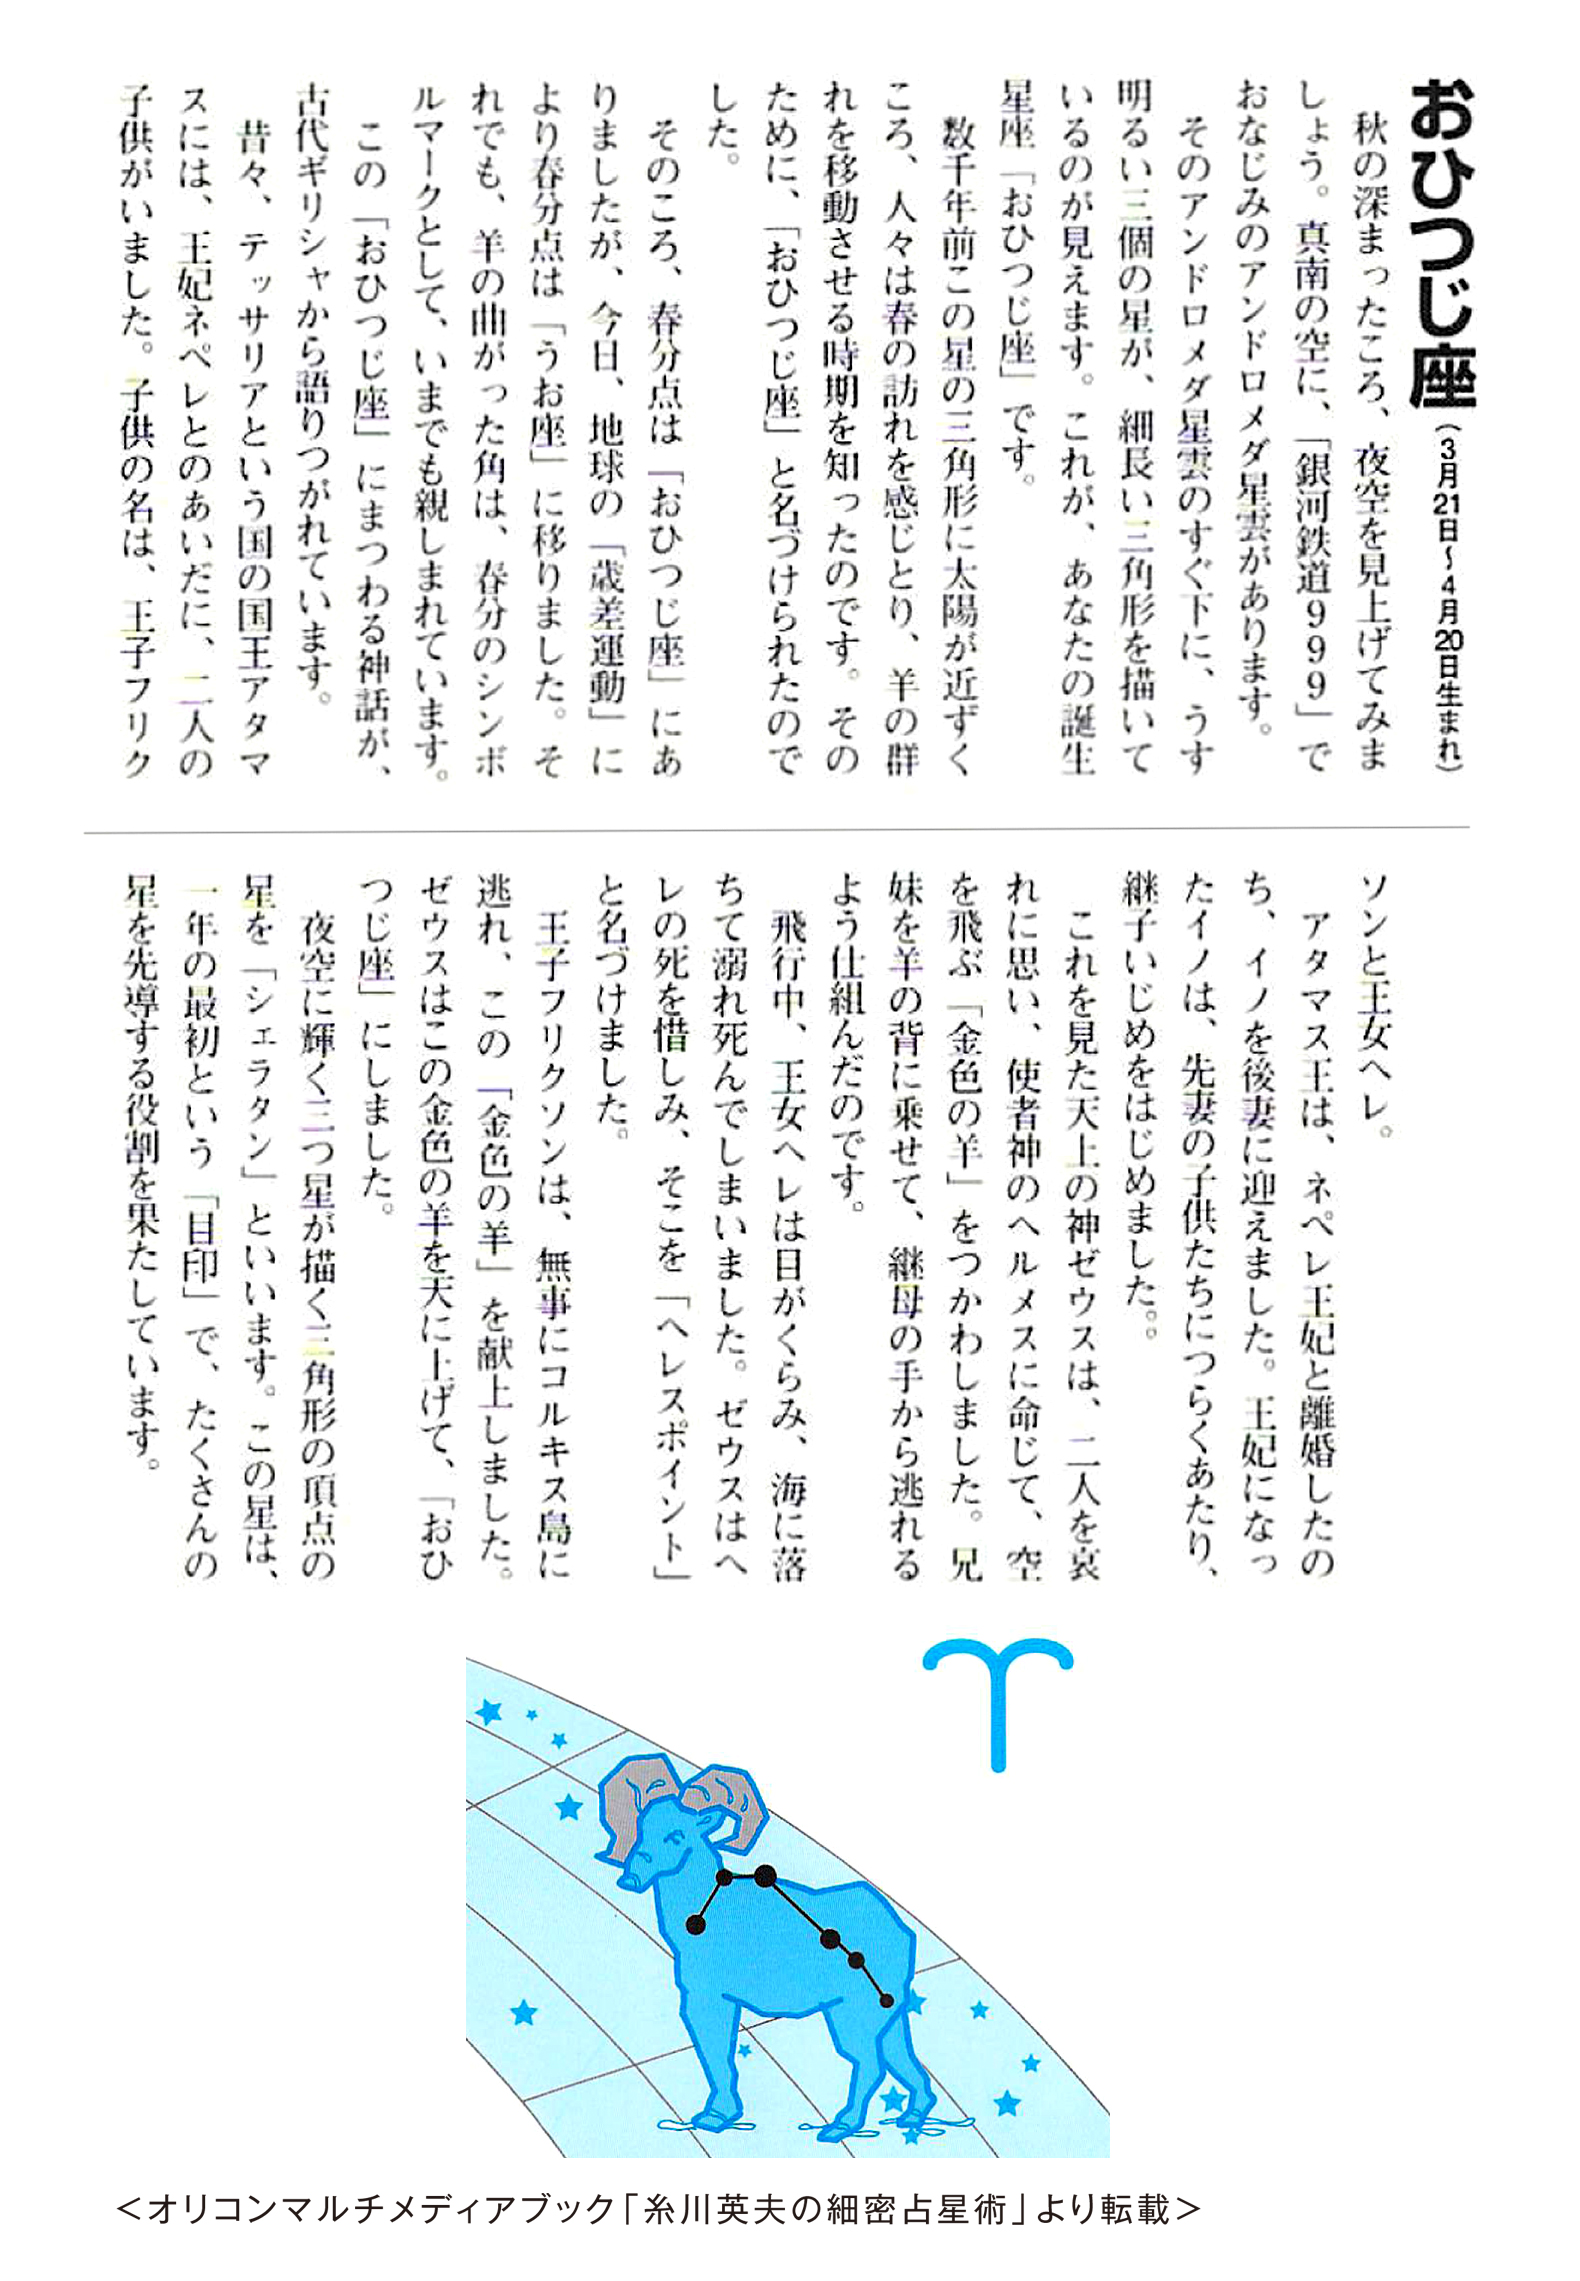 おひつじ座(3月21日~4月20日生まれ)
　秋の深まったころ、夜空を見上げてみま
しょう。真南の空に、「銀河鉄道999」で
おなじみのアンドロメダ星雲があります。
　そのアンドロメダ星雲のすぐ下に、うす
明るい三個の星が、細長い三角形を描いて
いるのが見えます。これが、あなたの誕生
星座「おひつじ座」です。
　数千年前この星の三角形に太陽が近ずく
ころ、人々は春の訪れを感じとり、羊の群
れを移動させる時期を知ったのです。その
ために、「おひつじ座」と名づけられたので
した。
　そのころ、春分点は「おひつじ座」にあ
りましたが、今日、地球の「歳差運動」に
より春分点は「うお座」に移りました。そ
れでも、羊の曲がった角は、春分のシンボ
ルマークとして、いまでも親しまれています。
　この「おひつじ座」にまつわる神話が、
古代ギリシャから語りつがれています。
　昔々、テッサリアという国の国王アタマ
スには、王妃ネペレとのあいだに、二人の
子供がいました。子供の名は、王子フリク
ソンと王女ヘレ。
　アタマス王は、ネペレ王妃と離婚したの
ち、イノを後妻に迎えました。王妃になっ
たイノは、先妻の子供たちにつらくあたり、
継子いじめをはじめました。。
　これを見た天上の神ゼウスは、二人を哀
れに思い、使者神のヘルメスに命じて、空
を飛ぶ「金色の羊」をつかわしました。兄
妹を羊の背に乗せて、継母の手から逃れる
よう仕組んだのです。
　飛行中、王女ヘレは目がくらみ、海に落
ちて溺れ死んでしまいました。ゼウスはヘ
レの死を惜しみ、そこを「ヘレスポイント」
と名づけました。
　王子フリクソンは、無事にコルキス島に
逃れ、この「金色の羊」を献上しました。
ゼウスはこの金色の羊を天に上げて、「おひ
つじ座」にしました。
　夜空に輝く三つ星が描く三角形の頂点の
星を「シェラタン」といいます。この星は、
一年の最初という「目印」で、たくさんの
星を先導する役割を果たしています。
<オリコンマルチメディアブック「糸川英夫の細密占星術」より転載>